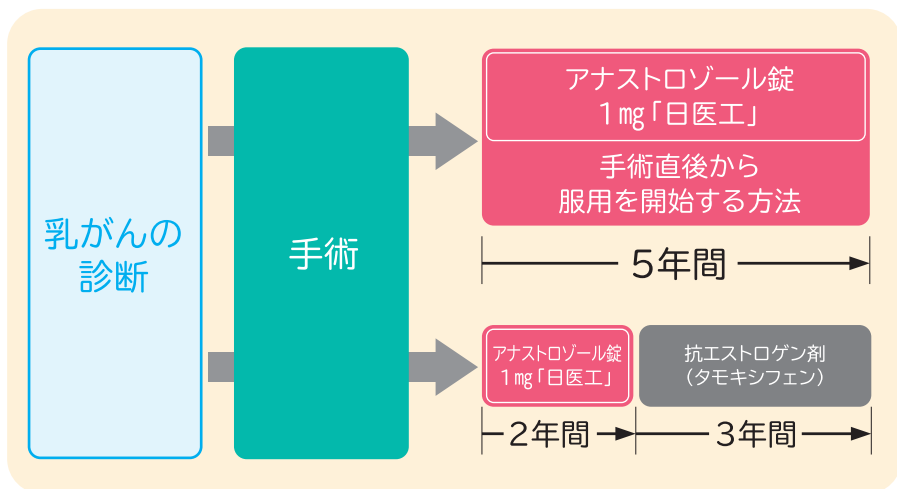 乳がんの
診断
手術
アナストロゾール錠
1㎎「日医工」
手術直後から
服用を開始する方法
5年間
アナストロゾール錠
1㎎「日医工」
抗エストロゲン剤
(タモキシフェン)
2年間
3年間